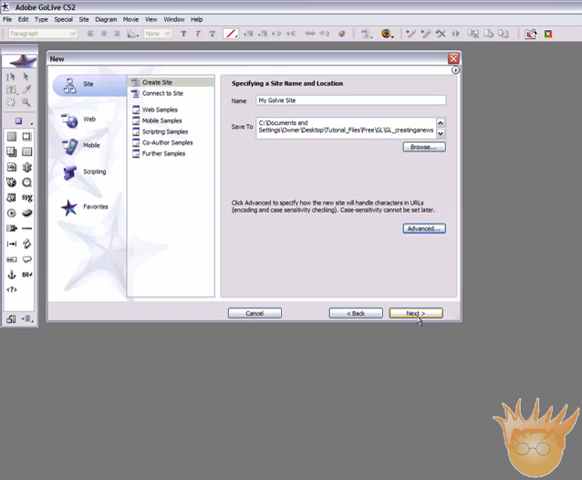 Adobe GoLive CS2
File Edit View Type Special Site Diagram Movie Window Help
Paragraph None
New
Site
Web
Mobile
Scripting
Favorites
Create Site
Connect to Site
Web Samples
Mobile Samples
Scripting Samples
Co-Author Samples
Further Samples
Specifying a Site Name and Location
Name My Golvie Site
Save To C:\Documents and
Settings\Owner\Desktop\Tutorial_Files\Free\GL\GL_creatinganews
Browse...
Click Advanced to specify how the new site will handle characters in URLs
(encoding and case sensitivity checking). Case-sensitivity cannot be set later.
Advanced...
Cancel < Back Next >